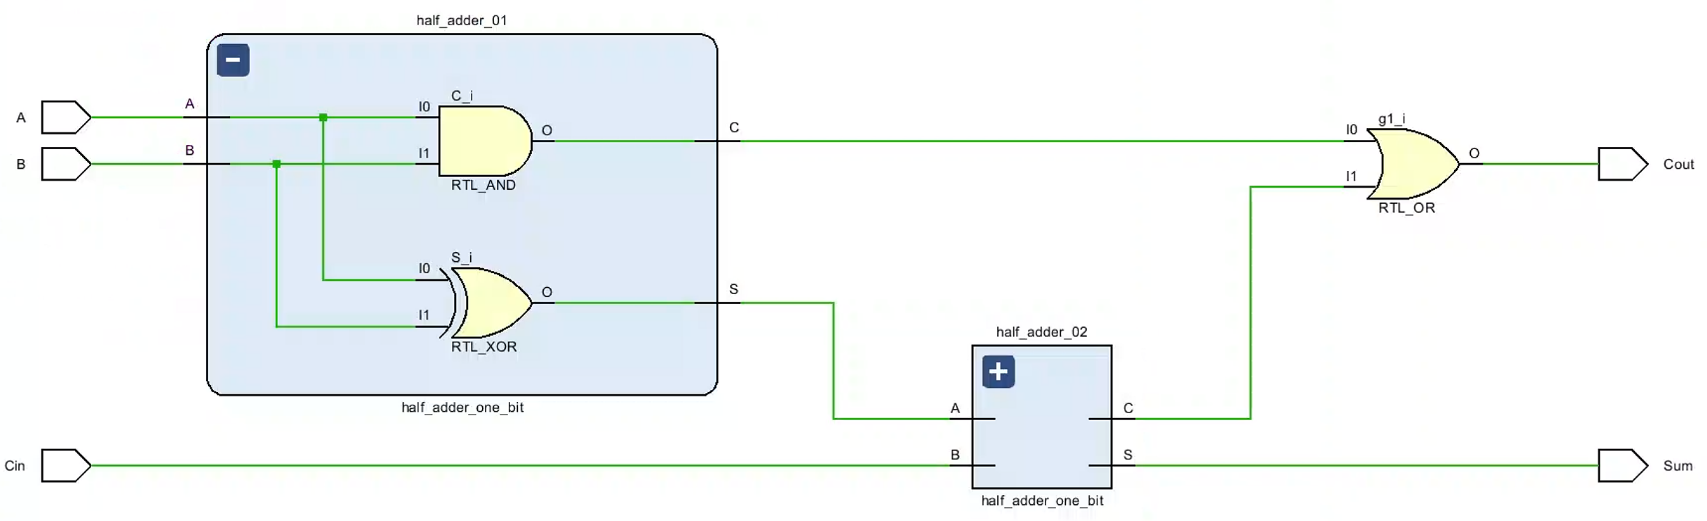 half_adder_01
A
A
I0
C_i
O
C
I0
g1_i
O
Cout
B
B
I1
RTL_AND
I1
RTL_OR
I0
S_i
O
S
I1
RTL_XOR
half_adder_one_bit
half_adder_02
A
C
Cin
B
S
Sum
half_adder_one_bit